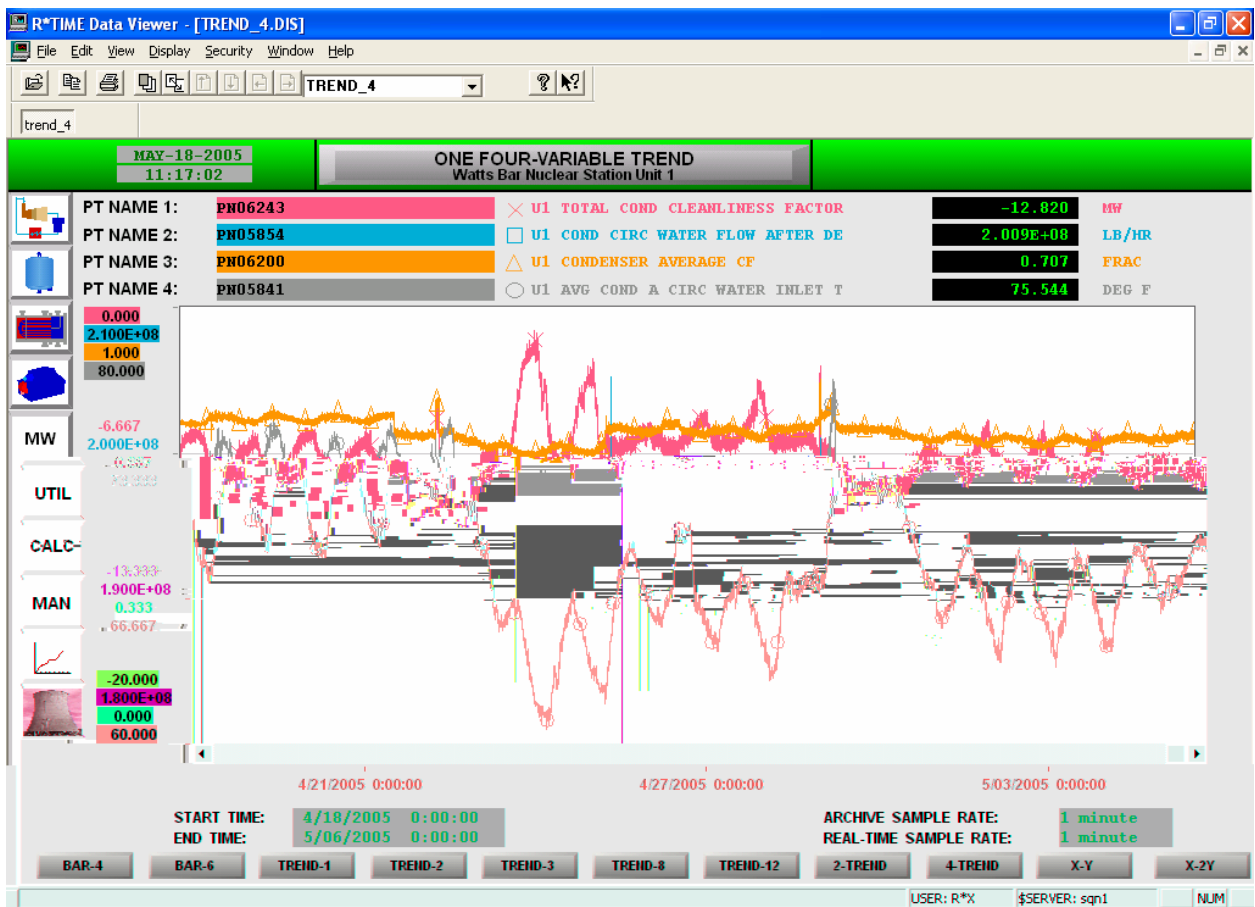 R*TIME Data Viewer - [TREND_4.DIS]
File Edit View Display Security Window Help
TREND_4
trend_4
MAY-18-2005
11:17:02
ONE FOUR-VARIABLE TREND
Watts Bar Nuclear Station Unit 1
PT NAME 1: PN06243 U1 TOTAL COND CLEANLINESS FACTOR -12.820 MW
PT NAME 2: PN05854 U1 COND CIRC WATER FLOW AFTER DE 2.009E+08 LB/HR
PT NAME 3: PN06200 U1 CONDENSER AVERAGE CF 0.707 FRAC
PT NAME 4: PN05841 U1 AVG COND A CIRC WATER INLET T 75.544 DEG F
0.000
2.100E+08
1.000
80.000
-6.667
MW
2.000E+08
UTIL
CALC
-13.333
1.900E+08
MAN
0.333
66.667
-20.000
1.800E+08
0.000
60.000
4/21/2005 0:00:00 4/27/2005 0:00:00 5/03/2005 0:00:00
START TIME: 4/18/2005 0:00:00 ARCHIVE SAMPLE RATE: 1 minute
END TIME: 5/06/2005 0:00:00 REAL-TIME SAMPLE RATE: 1 minute
BAR-4 BAR-6 TREND-1 TREND-2 TREND-3 TREND-8 TREND-12 2-TREND 4-TREND X-Y X-2Y
USER: R*X $SERVER: sqn1 NUM